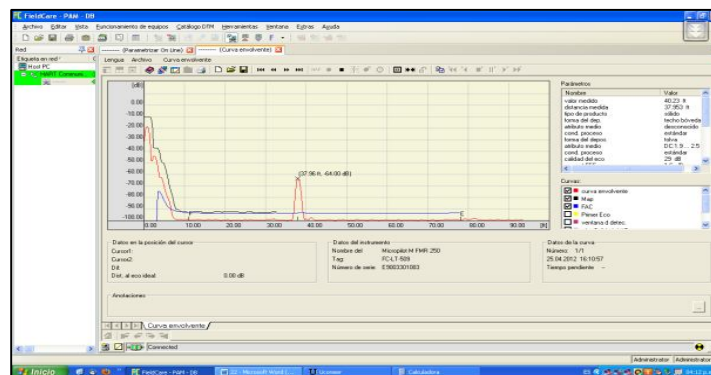 FieldCare - PAM - DB
Archivo Editar Vista Funcionamiento de equipos Catálogo DTM Herramientas Ventana Extras Ayuda
Red
(Parametrizar On Line) (Curva envolvente)
Etiqueta en red
Host PC
HART Commun...
Lengua Archivo Curva envolvente
[dB]
0.00
-10.00
-20.00
-30.00
-40.00
-50.00
-60.00
-70.00
-80.00
-90.00
-100.00
(37.96 ft, -64.00 dB)
0.00 10.00 20.00 30.00 40.00 50.00 60.00 70.00 80.00 90.00 [ft]
Parámetros
Nombre Valor
valor medido 40.23 ft
distancia medida 37.953 ft
tipo de producto sólido
forma del dep. techo bóveda
atributo medio desconocido
cond. proceso estándar
forma del depos. tolva
atributo medio DC:1.9 ... 2.5
cond. proceso estándar
calidad del eco 29 dB
Curvas:
curva envolvente
Map
FAC
Primer Eco
ventana d detec.
Datos en la posición del cursor
Cursor1:
Cursor2:
Dif.
Dist. al eco ideal: 0.00 dB
Datos del instrumento
Nombre del Micropilot M FMR 250
Tag: FC-LT-509
Número de serie: E9003301083
Datos de la curva
Número: 1/1
25.04.2012 16:10:57
Tiempo pendiente --
Anotaciones
Curva envolvente
Connected
Administrator Administrator
Inicio FieldCare - PAM - DB 22 - Microsoft Word (... Calculadora 04:12 p.m.